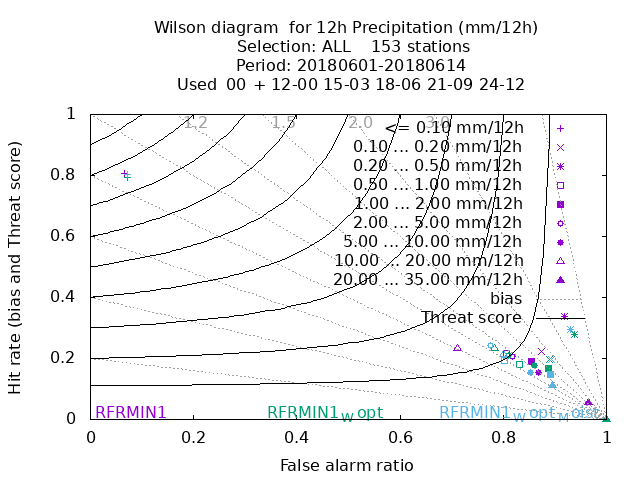 Wilson diagram  for 12h Precipitation (mm/12h)
Selection: ALL    153 stations
Period: 20180601-20180614
Used  00 + 12-00 15-03 18-06 21-09 24-12
Hit rate (bias and Threat score)
1
0.8
0.6
0.4
0.2
0
1.2 1.5 2.0 3.0
<= 0.10 mm/12h
0.10 ... 0.20 mm/12h
0.20 ... 0.50 mm/12h
0.50 ... 1.00 mm/12h
1.00 ... 2.00 mm/12h
2.00 ... 5.00 mm/12h
5.00 ... 10.00 mm/12h
10.00 ... 20.00 mm/12h
20.00 ... 35.00 mm/12h
bias
Threat score
RFRMIN1 RFRMIN1W opt RFRMIN1W opt M
0 0.2 0.4 0.6 0.8 1
False alarm ratio